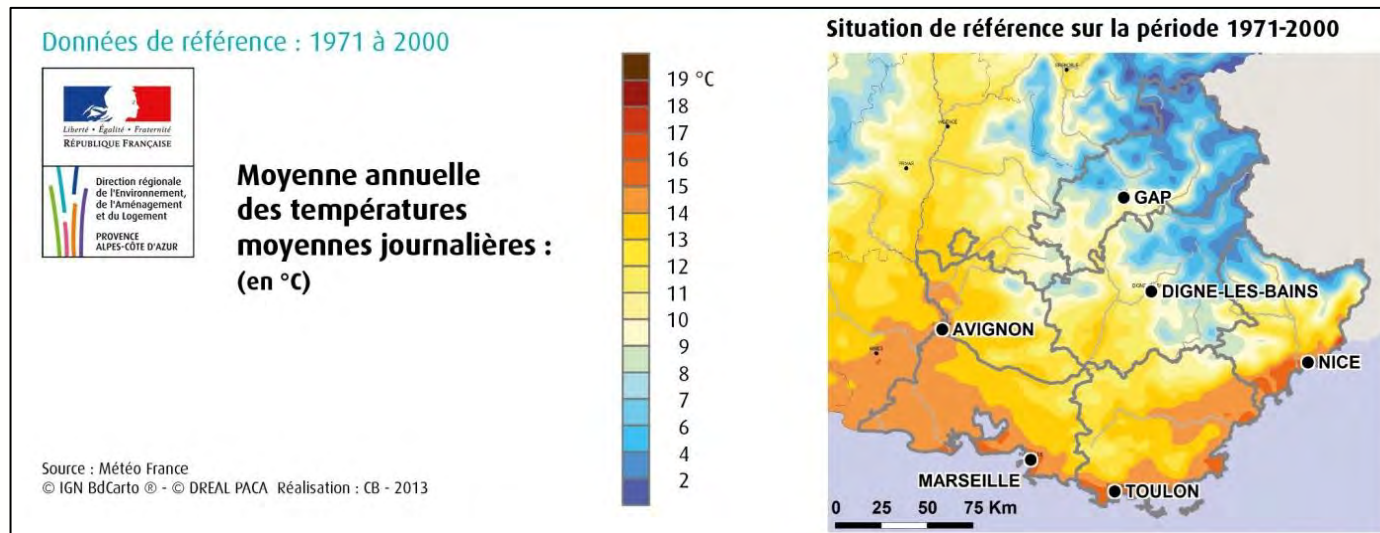 Données de référence : 1971 à 2000
Liberté • Égalité • Fraternité
RÉPUBLIQUE FRANÇAISE
Direction régionale
de l'Environnement,
de l'Aménagement
et du Logement
PROVENCE
ALPES-CÔTE D'AZUR
Moyenne annuelle
des températures
moyennes journalières :
(en °C)
Source : Météo France
© IGN BdCarto ® - © DREAL PACA Réalisation : CB - 2013
19 °C
18
17
16
15
14
13
12
11
10
9
8
7
6
4
2
Situation de référence sur la période 1971-2000
GRENOBLE
VALENCE
PRIVAS
GAP
DIGNE-LES-BAINS
AVIGNON
NIMES
NICE
MARSEILLE
TOULON
0 25 50 75 Km